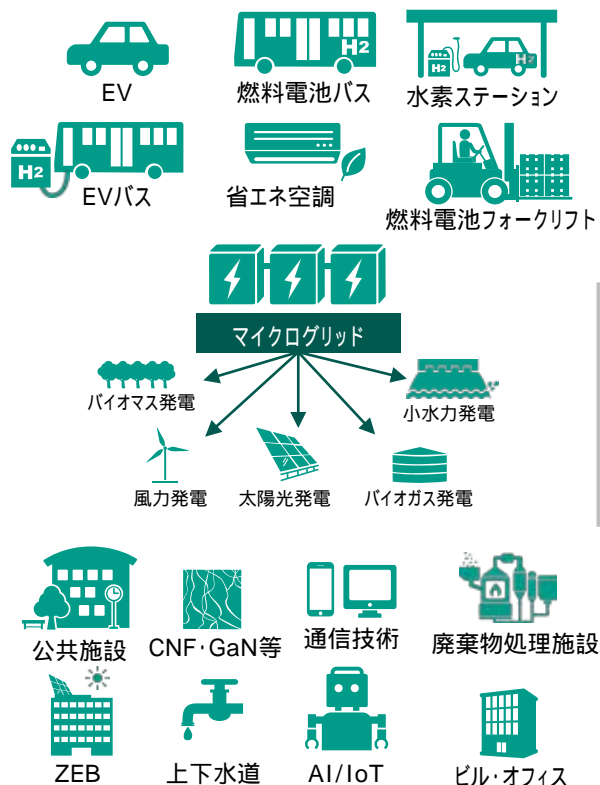 H2
H2
H2
EV
燃料電池バス
水素ステーション
H2
EVバス
省エネ空調
燃料電池フォークリフト
マイクログリッド
バイオマス発電
小水力発電
風力発電
太陽光発電
バイオガス発電
公共施設
CNF・GaN等
通信技術
廃棄物処理施設
ZEB
上下水道
AI/IoT
ビル・オフィス